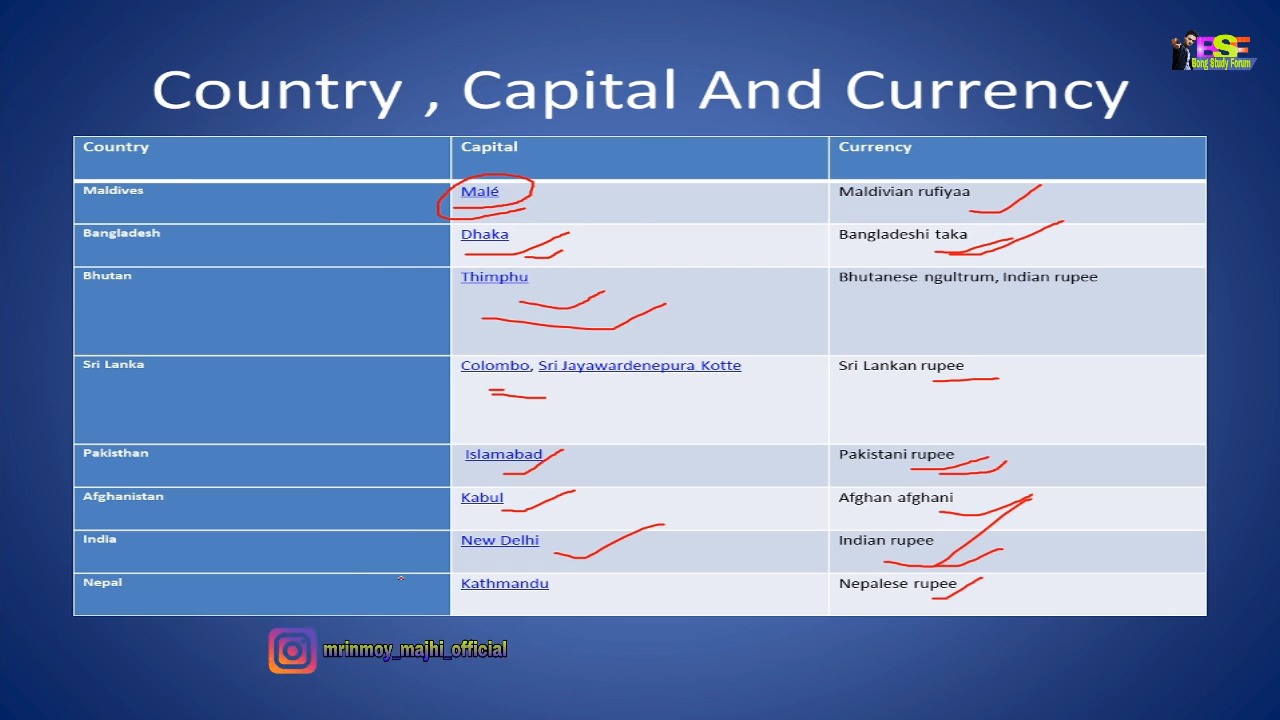 BSF
Bong Study Forum
Country , Capital And Currency
Country Capital Currency
Maldives Malé Maldivian rufiyaa
Bangladesh Dhaka Bangladeshi taka
Bhutan Thimphu Bhutanese ngultrum, Indian rupee
Sri Lanka Colombo, Sri Jayawardenepura Kotte Sri Lankan rupee
Pakisthan Islamabad Pakistani rupee
Afghanistan Kabul Afghan afghani
India New Delhi Indian rupee
Nepal Kathmandu Nepalese rupee
mrinmoy_majhi_official